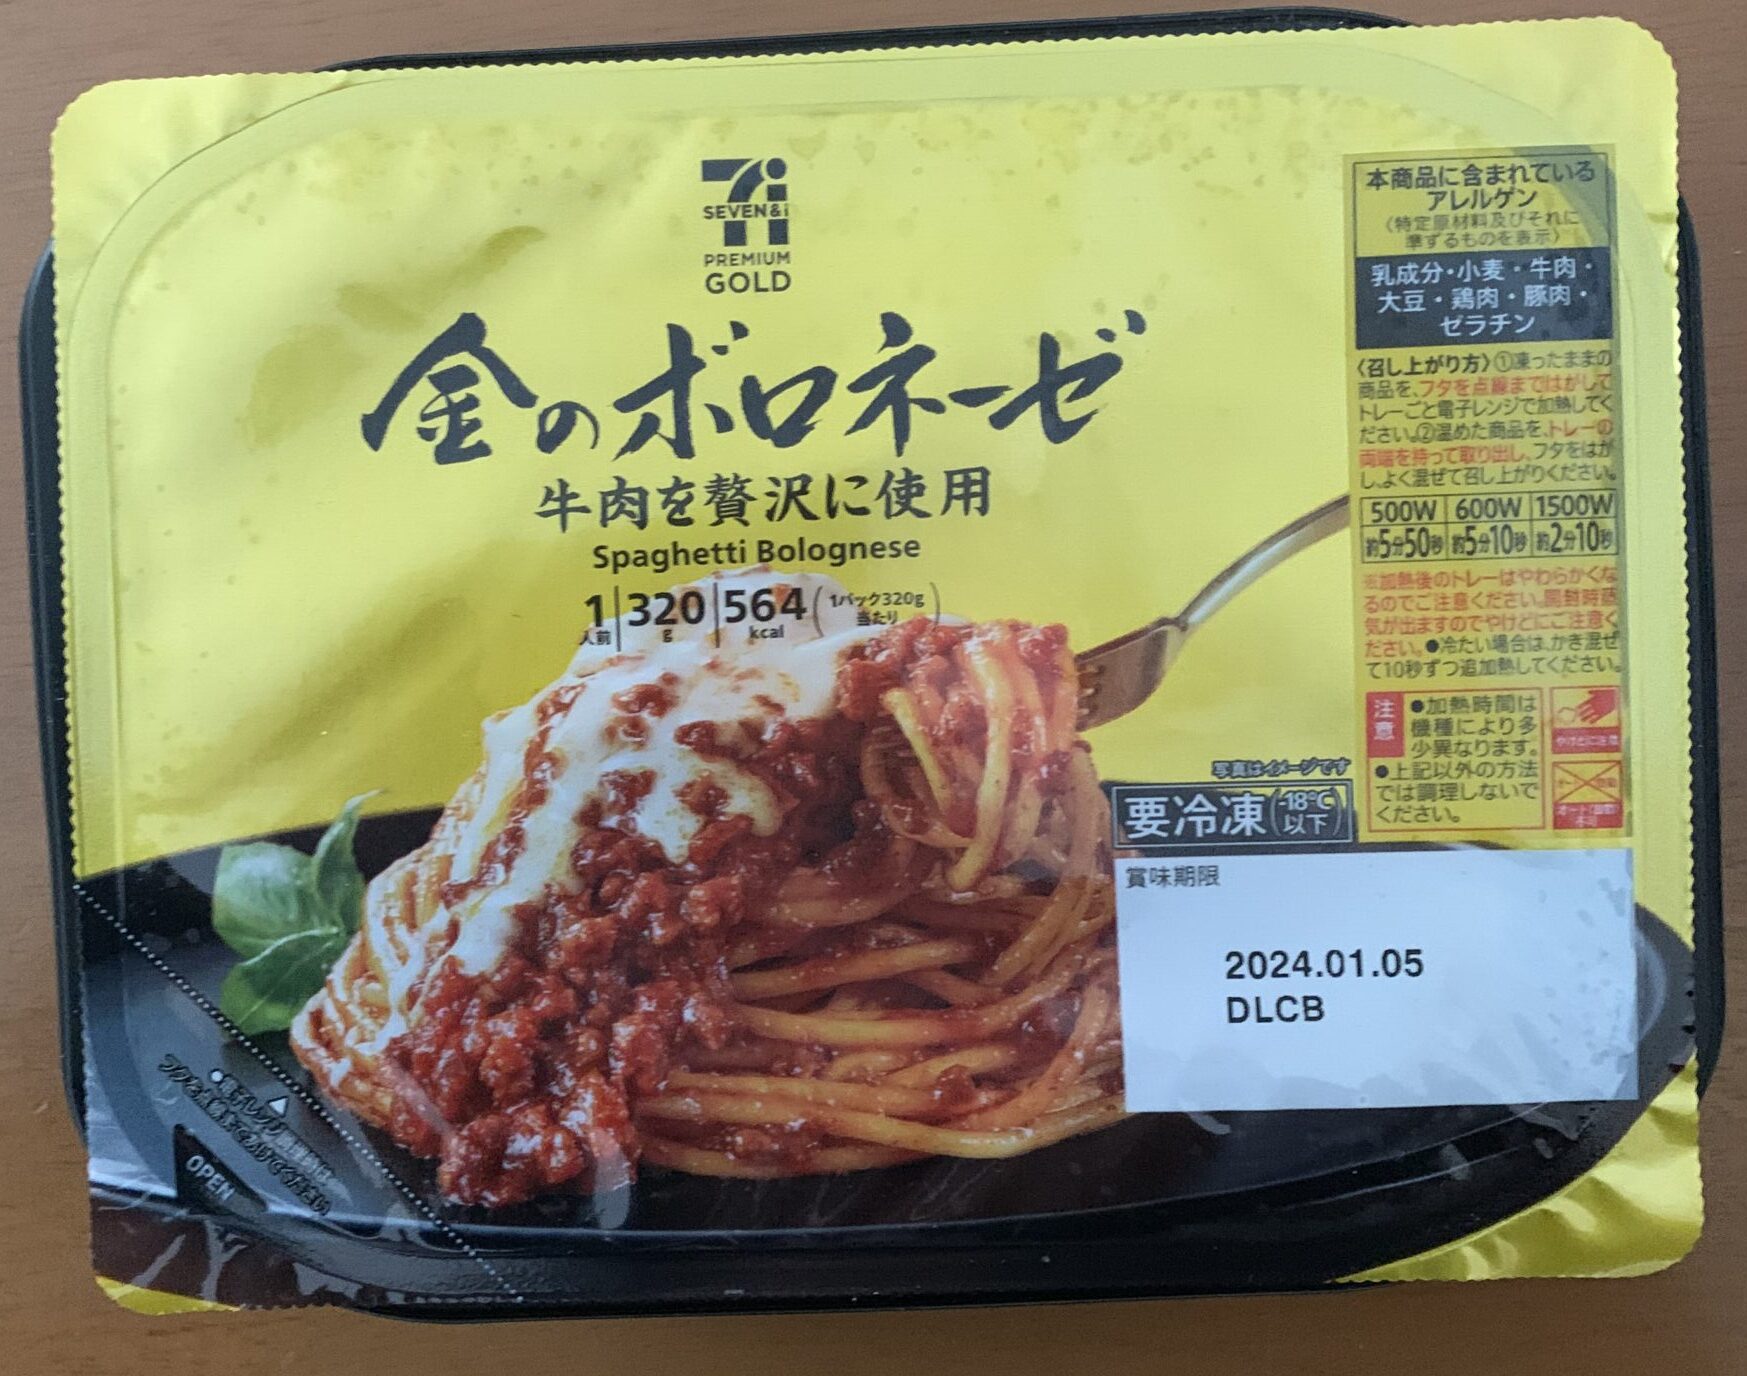 SEVEN&i
PREMIUM
GOLD
金のボロネーゼ
牛肉を贅沢に使用
Spaghetti Bolognese
1人前 320g 564kcal (1パック320g当たり)
本商品に含まれている
アレルゲン
(特定原材料及びそれに
準ずるものを表示)
乳成分・小麦・牛肉・
大豆・鶏肉・豚肉・
ゼラチン
〈召し上がり方〉①凍ったままの
商品を、フタを点線まではがして
トレーごと電子レンジで加熱してく
ださい。②温めた商品を、トレーの
両端を持って取り出し、フタをはが
し、よく混ぜて召し上がりください。
500W 600W 1500W
約5分50秒 約5分10秒 約2分10秒
※加熱後のトレーはやわらかくな
るのでご注意ください。開封時蒸
気が出ますのでやけどにご注意く
ださい。●冷たい場合は、かき混ぜ
て10秒ずつ追加熱してください。
注意
●加熱時間は
機種により多
少異なります。
●上記以外の方法
では調理しないで
ください。
やけどに注意
写真はイメージです
要冷凍(-18℃以下)
賞味期限
2024.01.05
DLCB
OPEN